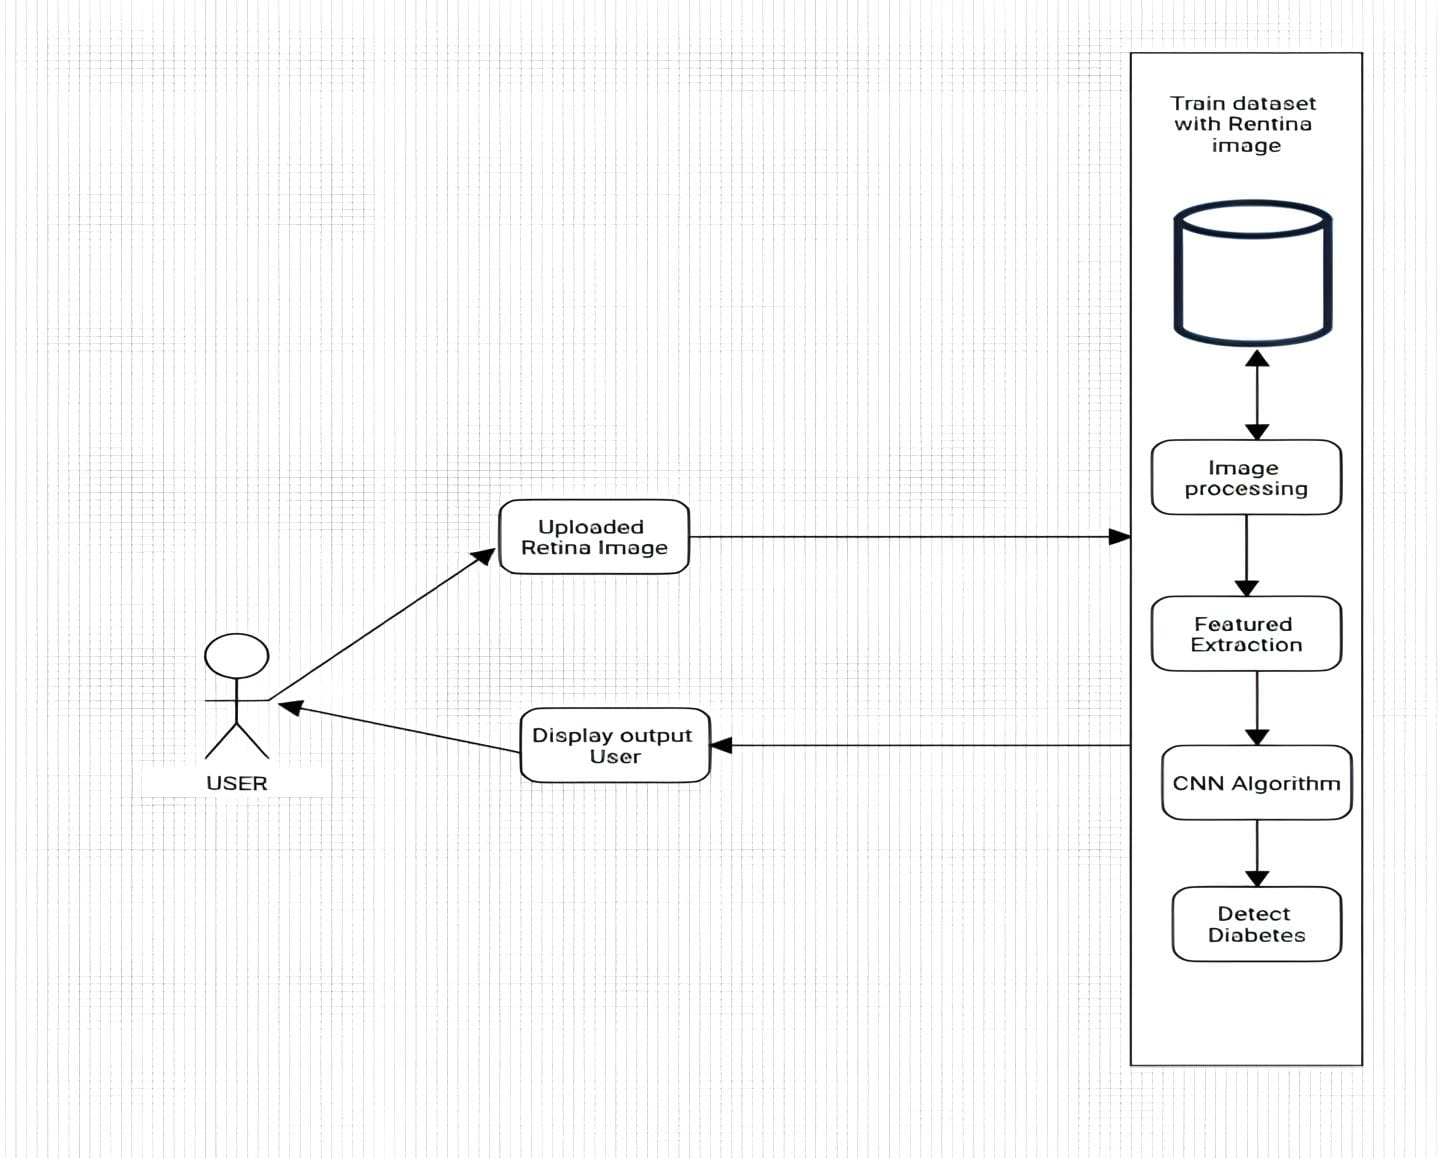 Train dataset
with Rentina
image
Image
processing
Uploaded
Retina Image
Featured
Extraction
Display output
User
USER
CNN Algorithm
Detect
Diabetes